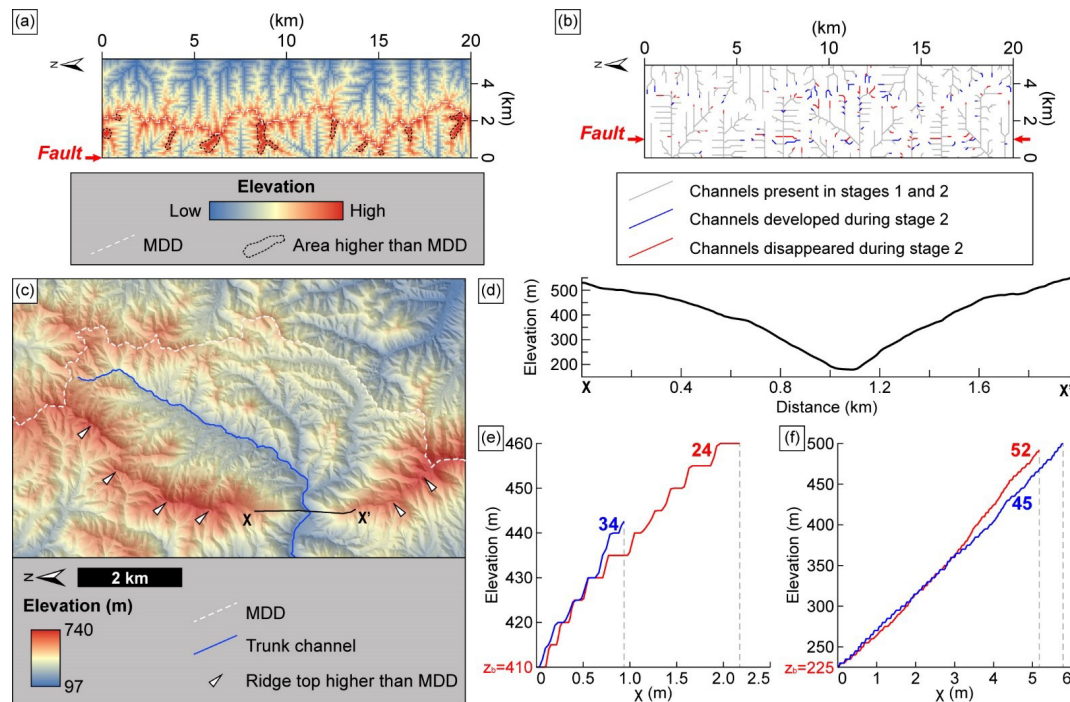 (a)
(km)
0 5 10 15 20
N
4
2
0
(km)
Fault
Elevation
Low High
MDD
Area higher than MDD
(b)
(km)
0 5 10 15 20
N
4
2
0
(km)
Fault
Channels present in stages 1 and 2
Channels developed during stage 2
Channels disappeared during stage 2
(c)
X X'
N
2 km
Elevation (m)
740
97
MDD
Trunk channel
Ridge top higher than MDD
(d)
Elevation (m)
500
400
300
200
X 0.4 0.8 1.2 1.6 X'
Distance (km)
(e)
Elevation (m)
460
450
440
430
420
z_b=410
24
34
0 0.5 1.0 1.5 2.0 2.5
χ (m)
(f)
500
450
400
350
300
z_b=225
52
45
0 1 2 3 4 5 6
χ (m)